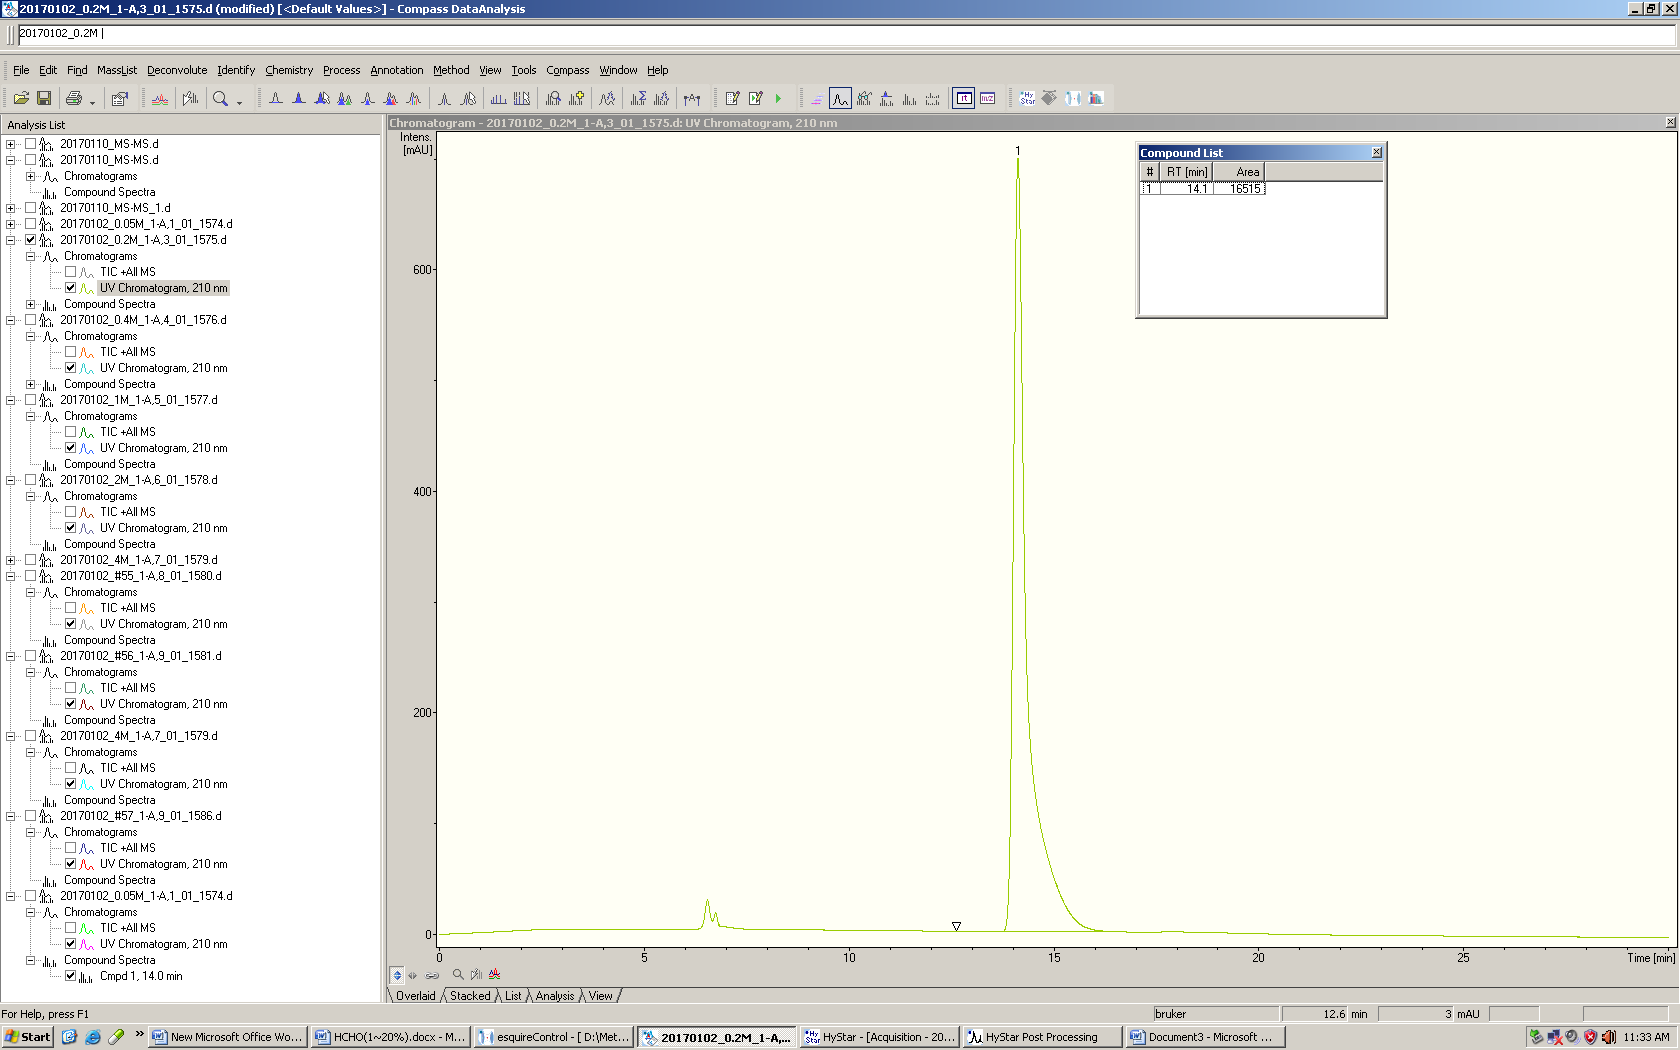 20170102_0.2M_1-A,3_01_1575.d (modified) [<Default Values>] - Compass DataAnalysis
20170102_0.2M
File Edit Find MassList Deconvolute Identify Chemistry Process Annotation Method View Tools Compass Window Help
Analysis List
20170110_MS-MS.d
20170110_MS-MS.d
Chromatograms
Compound Spectra
20170110_MS-MS_1.d
20170102_0.05M_1-A,1_01_1574.d
20170102_0.2M_1-A,3_01_1575.d
Chromatograms
TIC +All MS
UV Chromatogram, 210 nm
Compound Spectra
20170102_0.4M_1-A,4_01_1576.d
Chromatograms
TIC +All MS
UV Chromatogram, 210 nm
Compound Spectra
20170102_1M_1-A,5_01_1577.d
Chromatograms
TIC +All MS
UV Chromatogram, 210 nm
Compound Spectra
20170102_2M_1-A,6_01_1578.d
Chromatograms
TIC +All MS
UV Chromatogram, 210 nm
Compound Spectra
20170102_4M_1-A,7_01_1579.d
20170102_#55_1-A,8_01_1580.d
Chromatograms
TIC +All MS
UV Chromatogram, 210 nm
Compound Spectra
20170102_#56_1-A,9_01_1581.d
Chromatograms
TIC +All MS
UV Chromatogram, 210 nm
Compound Spectra
20170102_4M_1-A,7_01_1579.d
Chromatograms
TIC +All MS
UV Chromatogram, 210 nm
Compound Spectra
20170102_#57_1-A,9_01_1586.d
Chromatograms
TIC +All MS
UV Chromatogram, 210 nm
Compound Spectra
20170102_0.05M_1-A,1_01_1574.d
Chromatograms
TIC +All MS
UV Chromatogram, 210 nm
Compound Spectra
Cmpd 1, 14.0 min
Chromatogram - 20170102_0.2M_1-A,3_01_1575.d: UV Chromatogram, 210 nm
Intens.
[mAU]
1
600
400
200
0
0 5 10 15 20 25 Time [min]
Compound List
# RT [min] Area
1 14.1 16515
Overlaid Stacked List Analysis View
For Help, press F1
bruker 12.6 min 3 mAU
Start
New Microsoft Office Wo...
HCHO(1~20%).docx - M...
esquireControl - [ D:\Met...
20170102_0.2M_1-A,...
HyStar - [Acquisition - 20...
HyStar Post Processing
Document3 - Microsoft ...
11:33 AM